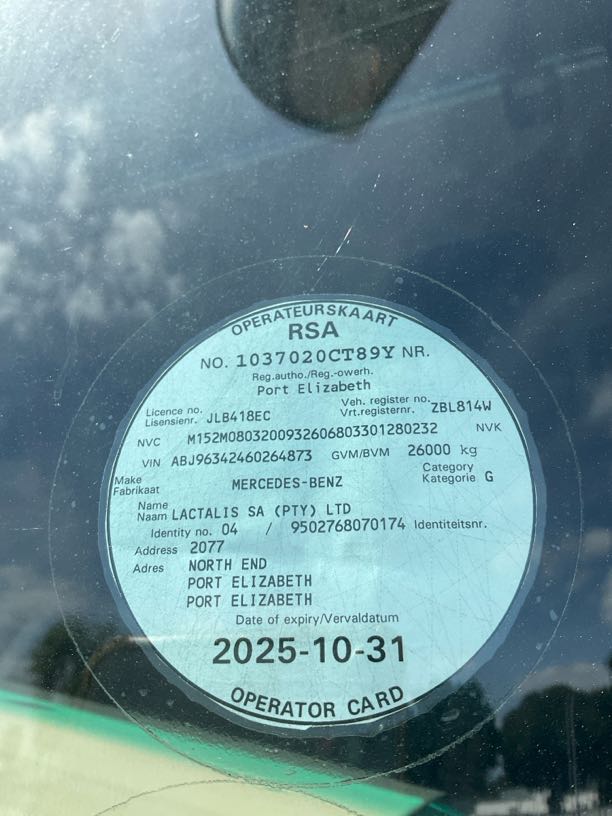 OPERATEURSKAART
RSA
NO. 1037020CT89Y NR.
Reg.autho./Reg.-owerh.
Port Elizabeth
Licence no. Lisensienr. JLB418EC Veh. register no. Vrt.registernr. ZBL814W
NVC M152M0803200932606803301280232 NVK
VIN ABJ96342460264873 GVM/BVM 26000 kg
Make Fabrikaat MERCEDES-BENZ Category Kategorie G
Name Naam LACTALIS SA (PTY) LTD
Identity no. 04 / 9502768070174 Identiteitsnr.
Address 2077
Adres NORTH END
PORT ELIZABETH
PORT ELIZABETH
Date of expiry/Vervaldatum
2025-10-31
OPERATOR CARD